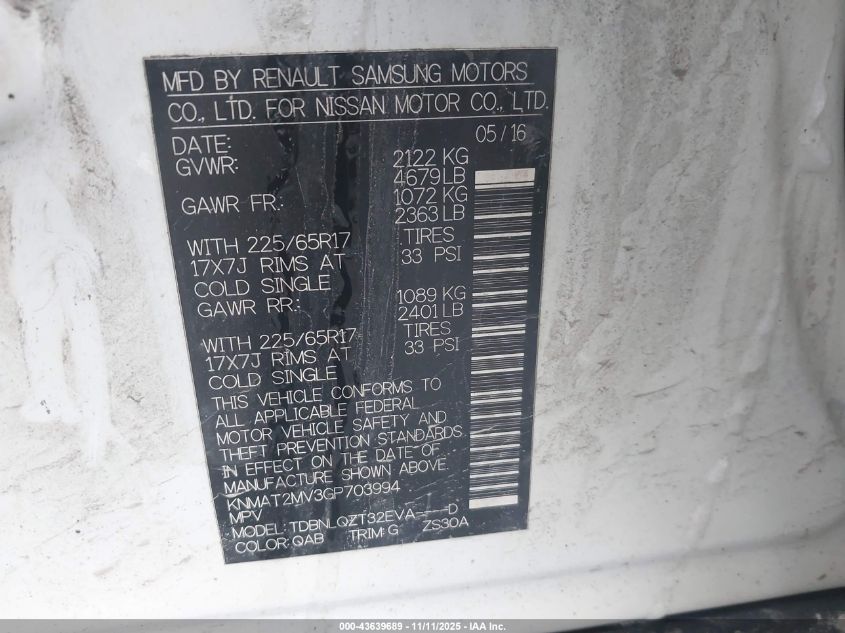 MFD BY RENAULT SAMSUNG MOTORS
CO., LTD. FOR NISSAN MOTOR CO., LTD.
DATE: 05/16
GVWR: 2122 KG
4679LB
GAWR FR: 1072 KG
2363LB
WITH 225/65R17 TIRES
17X7J RIMS AT 33 PSI
COLD SINGLE
GAWR RR: 1089 KG
2401LB
WITH 225/65R17 TIRES
17X7J RIMS AT 33 PSI
COLD SINGLE
THIS VEHICLE CONFORMS TO
ALL APPLICABLE FEDERAL
MOTOR VEHICLE SAFETY AND
THEFT PREVENTION STANDARDS
IN EFFECT ON THE DATE OF
MANUFACTURE SHOWN ABOVE.
KNMAT2MV3GP703994
MPV
MODEL: TDBNLQZT32EVA----D
COLOR: QAB TRIM: G ZS30A
000-43639689 - 11/11/2025 - IAA Inc.